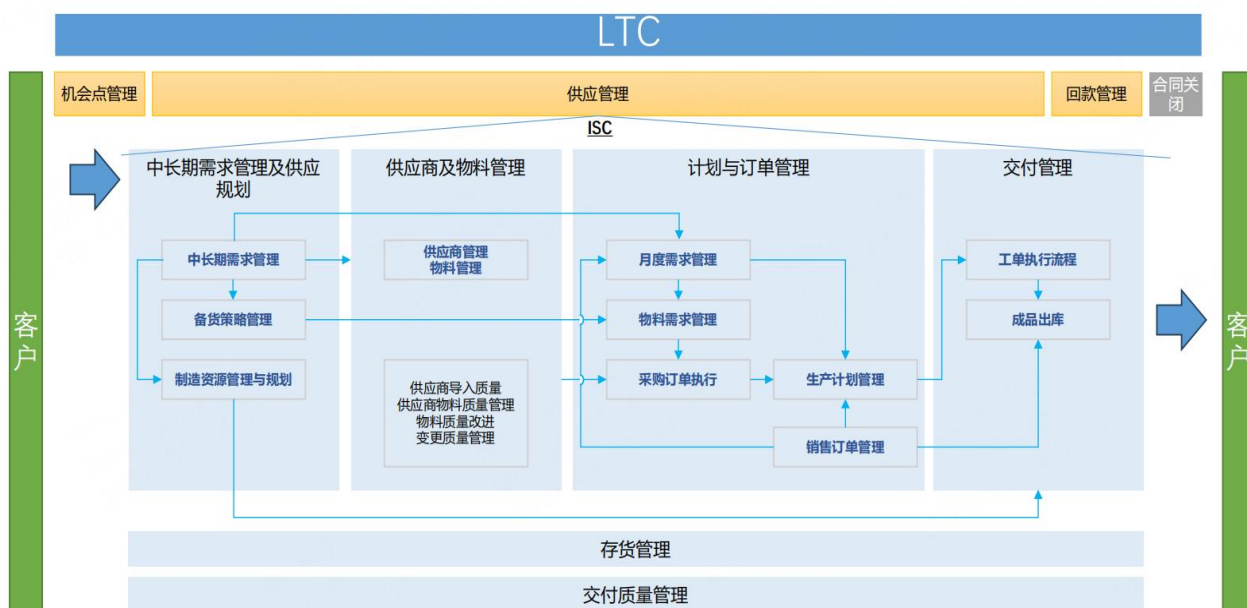 LTC
机会点管理
供应管理
回款管理
合同关
闭
ISC
客
户
中长期需求管理及供应
规划
供应商及物料管理
计划与订单管理
交付管理
中长期需求管理
供应商管理
物料管理
月度需求管理
工单执行流程
备货策略管理
物料需求管理
成品出库
制造资源管理与规划
供应商导入质量
供应商物料质量管理
物料质量改进
变更质量管理
采购订单执行
生产计划管理
销售订单管理
客
户
存货管理
交付质量管理